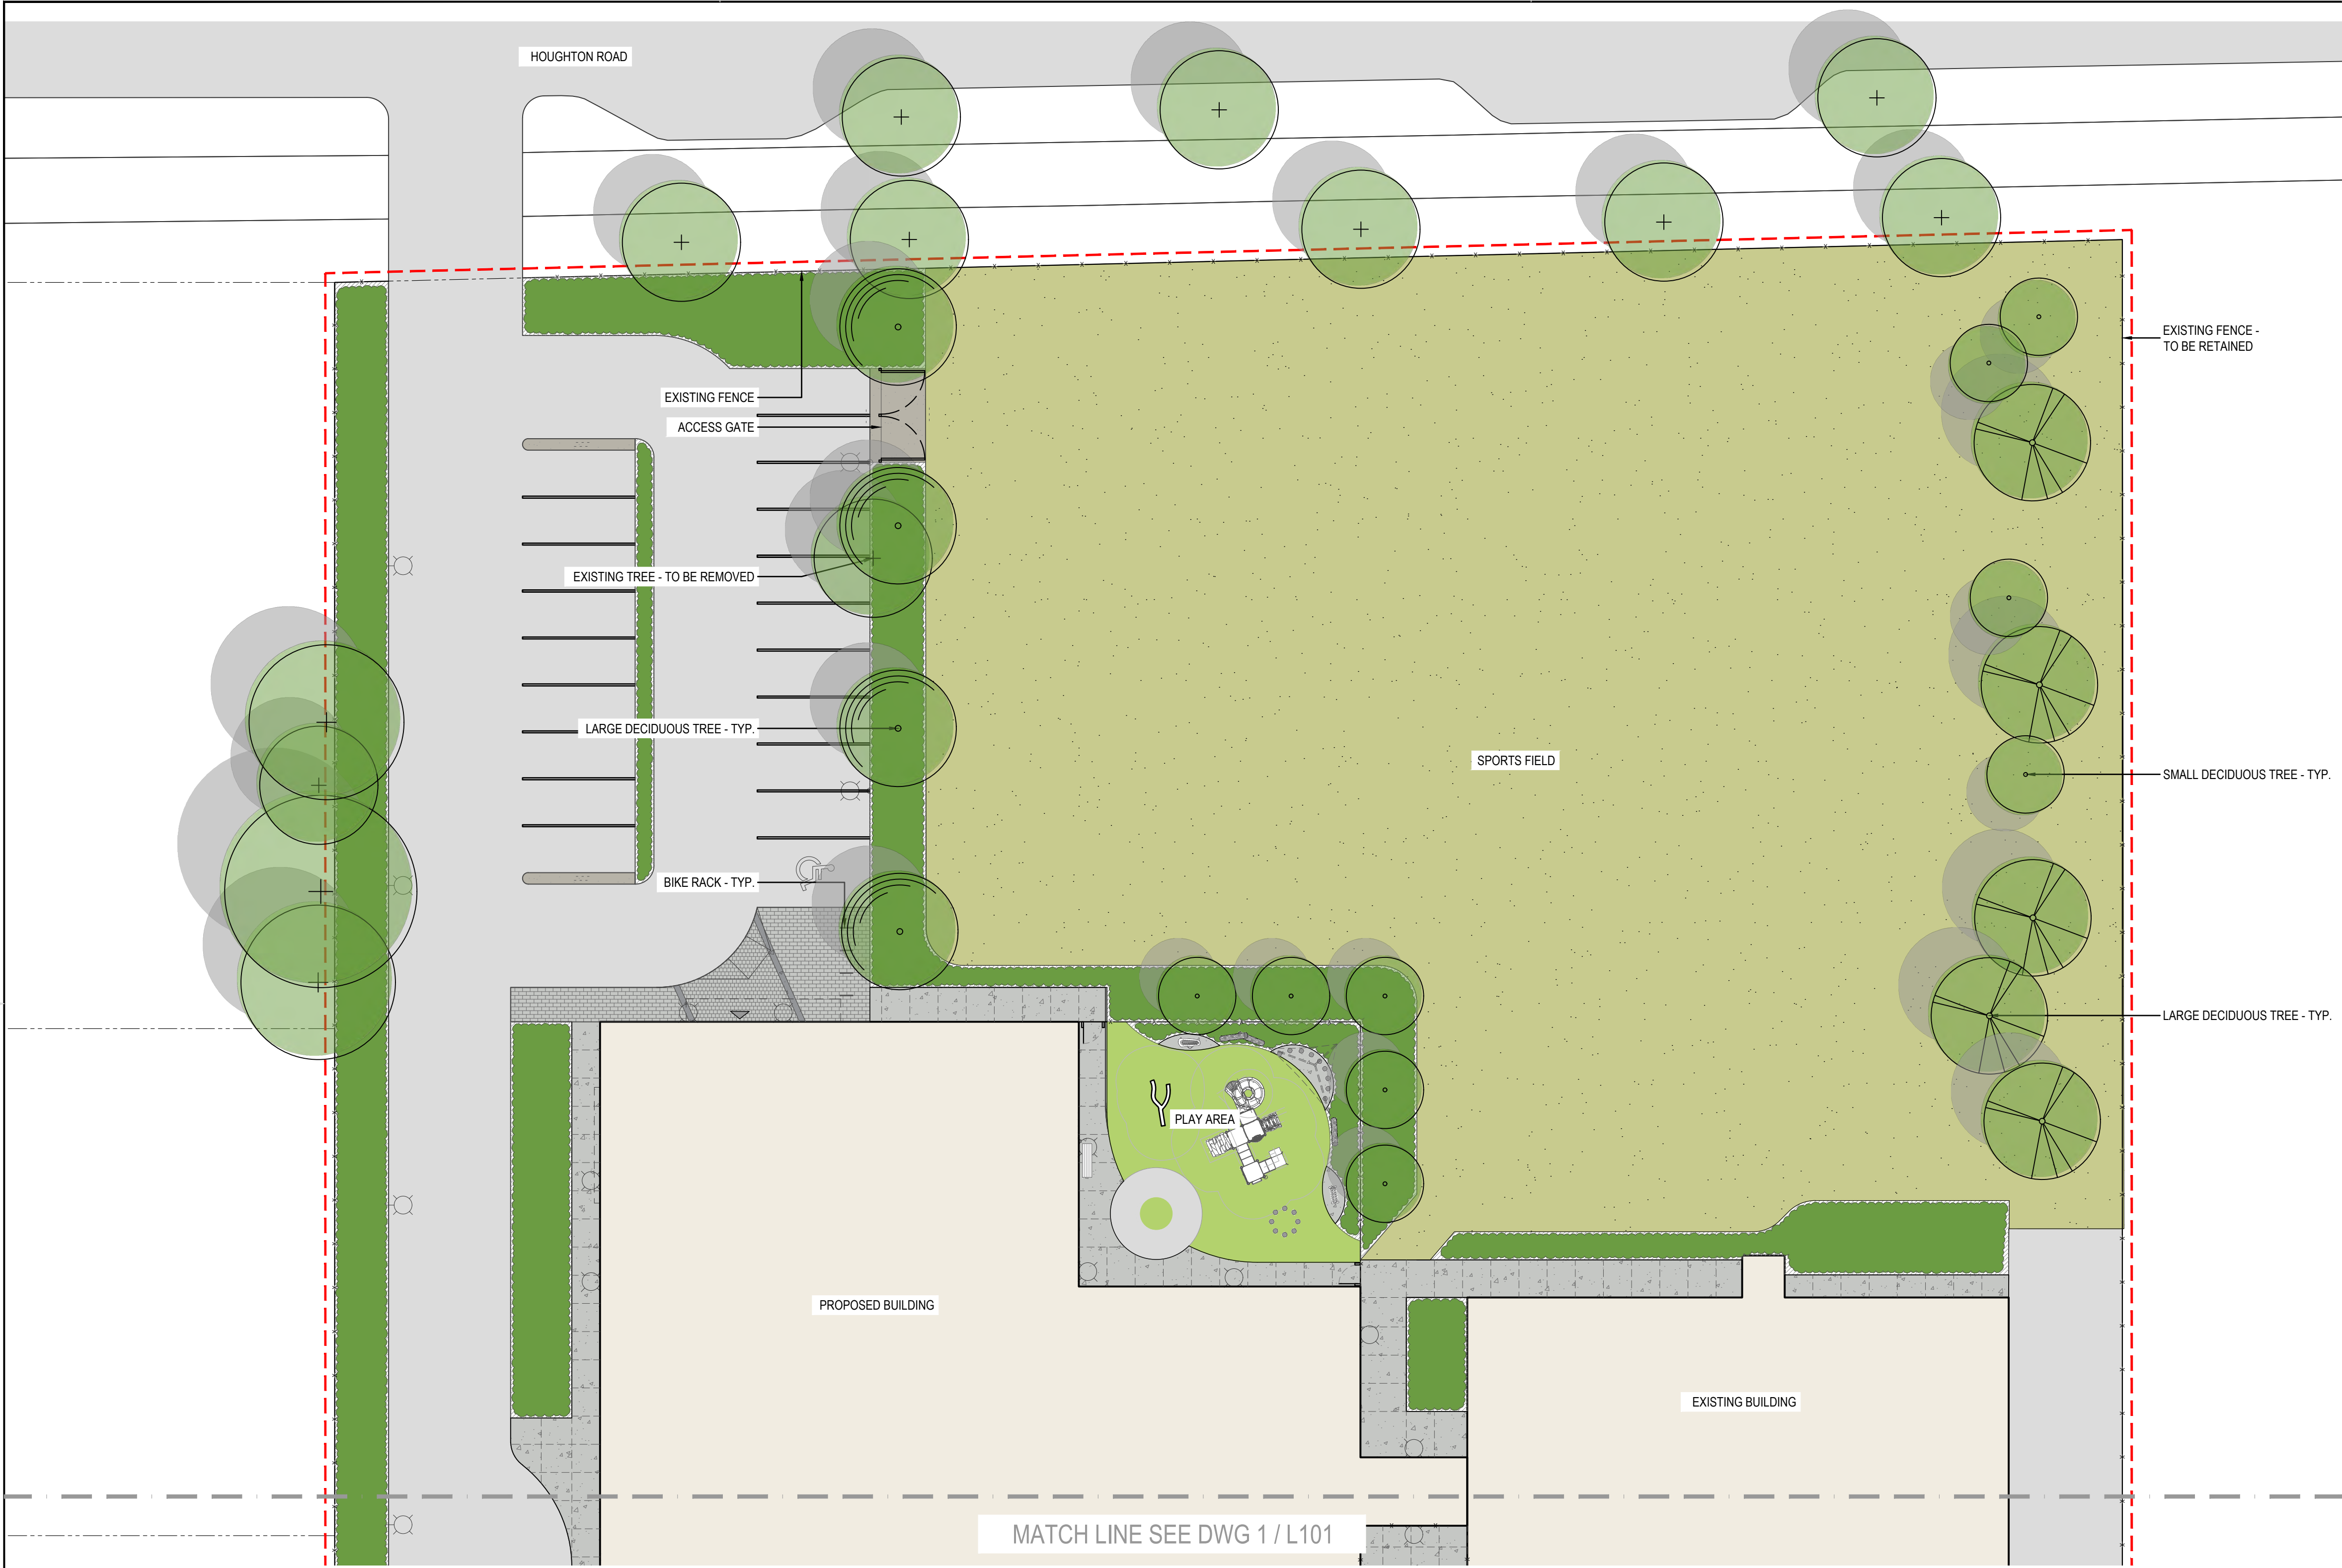 HOUGHTON ROAD
EXISTING FENCE -
TO BE RETAINED
EXISTING FENCE
ACCESS GATE
EXISTING TREE - TO BE REMOVED
LARGE DECIDUOUS TREE - TYP.
SPORTS FIELD
SMALL DECIDUOUS TREE - TYP.
BIKE RACK - TYP.
LARGE DECIDUOUS TREE - TYP.
PLAY AREA
PROPOSED BUILDING
EXISTING BUILDING
MATCH LINE SEE DWG 1 / L101